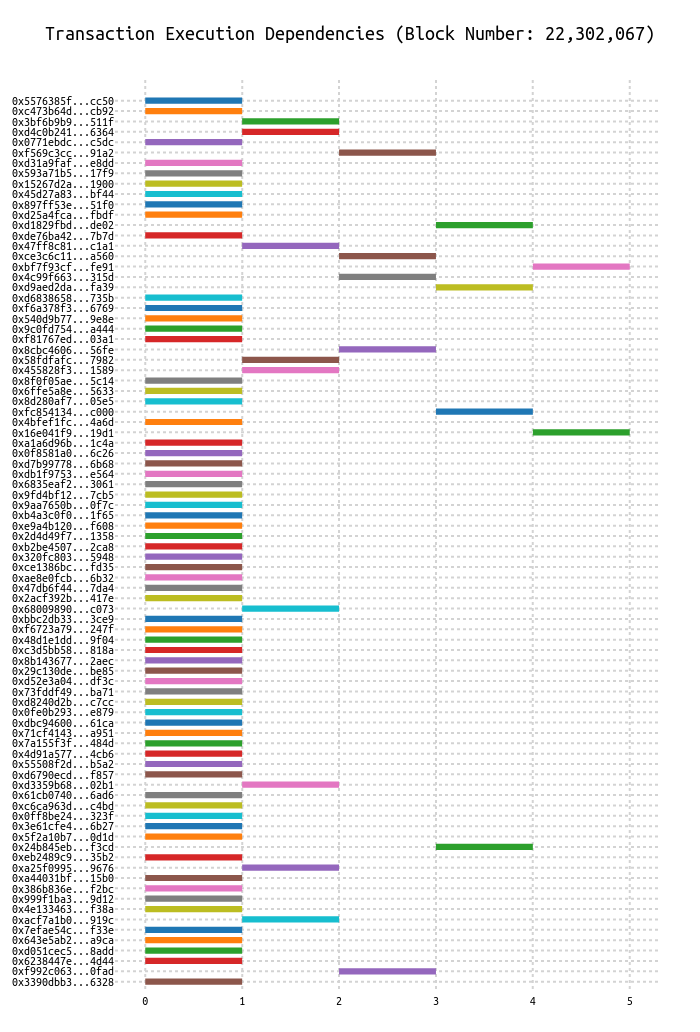 Transaction Execution Dependencies (Block Number: 22,302,067)
0x5576385f...cc50
0xc473b64d...cb92
0x3bf6b9b9...511f
0xd4c0b241...6364
0x0771ebdc...c5dc
0xf569c3cc...91a2
0xd31a9faf...e8dd
0x593a71b5...17f9
0x15267d2a...1900
0x45d27a83...bf44
0x897ff53e...51f0
0xd25a4fca...fbdf
0xd1829fbd...de02
0xde76ba42...7b7d
0x47ff8c81...c1a1
0xce3c6c11...a560
0xbf7f93cf...fe91
0x4c99f663...315d
0xd9aed2da...fa39
0xd6838658...735b
0xf6a378f3...6769
0x540d9b77...9e8e
0x9c0fd754...a444
0xf81767ed...03a1
0x8cbc4606...56fe
0x58fdfafc...7982
0x455828f3...1589
0x8f0f05ae...5c14
0x6ffe5a8e...5633
0x8d280af7...05e5
0xfc854134...c000
0x4bfef1fc...4a6d
0x16e041f9...19d1
0xa1a6d96b...1c4a
0x0f8581a0...6c26
0xd7b99778...6b68
0xdb1f9753...e564
0x6835eaf2...3061
0x9fd4bf12...7cb5
0x9aa7650b...0f7c
0xb4a3c0f0...1f65
0xe9a4b120...f608
0x2d4d49f7...1358
0xb2be4507...2ca8
0x320fc803...5948
0xce1386bc...fd35
0xae8e0fcb...6b32
0x47db6f44...7da4
0x2acf392b...417e
0x68009890...c073
0xbbc2db33...3ce9
0xf6723a79...247f
0x48d1e1dd...9f04
0xc3d5bb58...818a
0x8b143677...2aec
0x29c130de...be85
0xd52e3a04...df3c
0x73fddf49...ba71
0xd8240d2b...c7cc
0x0fe0b293...e879
0xdbc94600...61ca
0x71cf4143...a951
0x7a155f3f...484d
0x4d91a577...4cb6
0x55508f2d...b5a2
0xd6790ecd...f857
0xd3359b68...02b1
0x61cb0740...6ad6
0xc6ca963d...c4bd
0x0ff8be24...323f
0x3e61cfe4...6b27
0x5f2a10b7...0d1d
0x24b845eb...f3cd
0xeb2489c9...35b2
0xa25f0995...9676
0xa44031bf...15b0
0x386b836e...f2bc
0x999f1ba3...9d12
0x4e133463...f38a
0xacf7a1b0...919c
0x7efae54c...f33e
0x643e5ab2...a9ca
0xd051cec5...8add
0x6238447e...4d44
0xf992c063...0fad
0x3390dbb3...6328
0 1 2 3 4 5